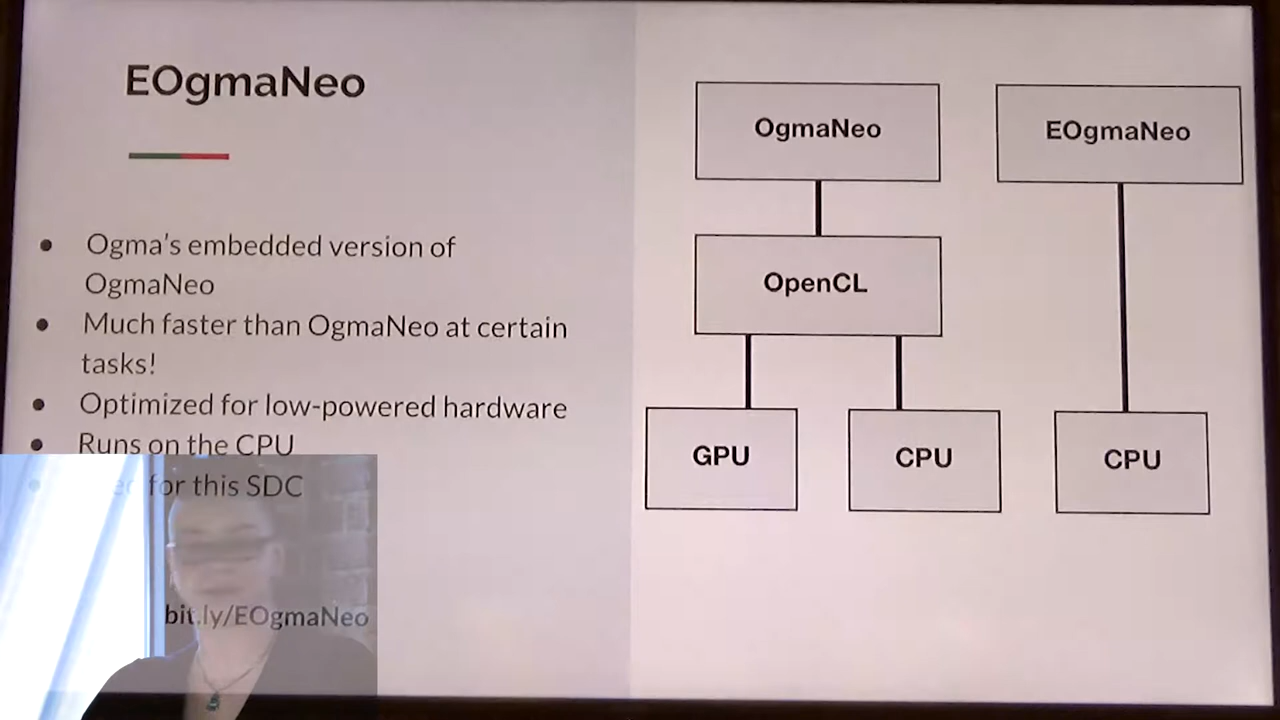 EOgmaNeo
● Ogma's embedded version of
OgmaNeo
● Much faster than OgmaNeo at certain
tasks!
● Optimized for low-powered hardware
● Runs on the CPU
for this SDC
bit.ly/EOgmaNeo
OgmaNeo
EOgmaNeo
OpenCL
GPU
CPU
CPU